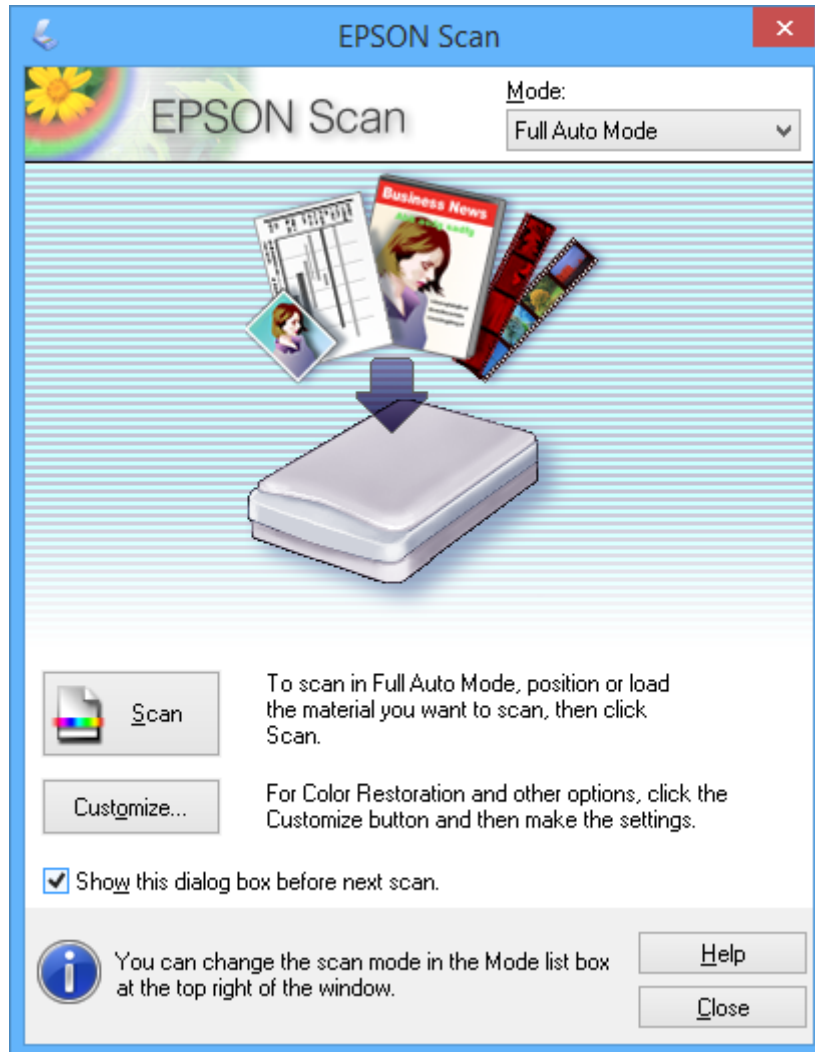 EPSON Scan
EPSON Scan
Mode:
Full Auto Mode
Business News
Scan
To scan in Full Auto Mode, position or load
the material you want to scan, then click
Scan.
Customize...
For Color Restoration and other options, click the
Customize button and then make the settings.
Show this dialog box before next scan.
You can change the scan mode in the Mode list box
at the top right of the window.
Help
Close